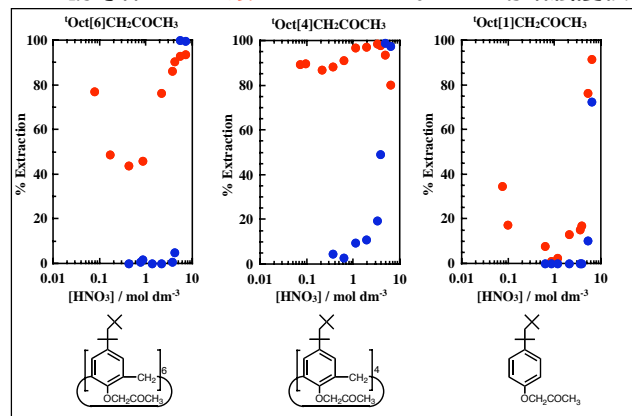 ᵗOct[6]CH₂COCH₃ ᵗOct[4]CH₂COCH₃ ᵗOct[1]CH₂COCH₃
% Extraction
100
80
60
40
20
0
0.01 0.1 1 10
[HNO₃] / mol dm⁻³
% Extraction
100
80
60
40
20
0
0.01 0.1 1 10
[HNO₃] / mol dm⁻³
% Extraction
100
80
60
40
20
0
0.01 0.1 1 10
[HNO₃] / mol dm⁻³
6
CH₂
OCH₂COCH₃
4
CH₂
OCH₂COCH₃
OCH₂COCH₃